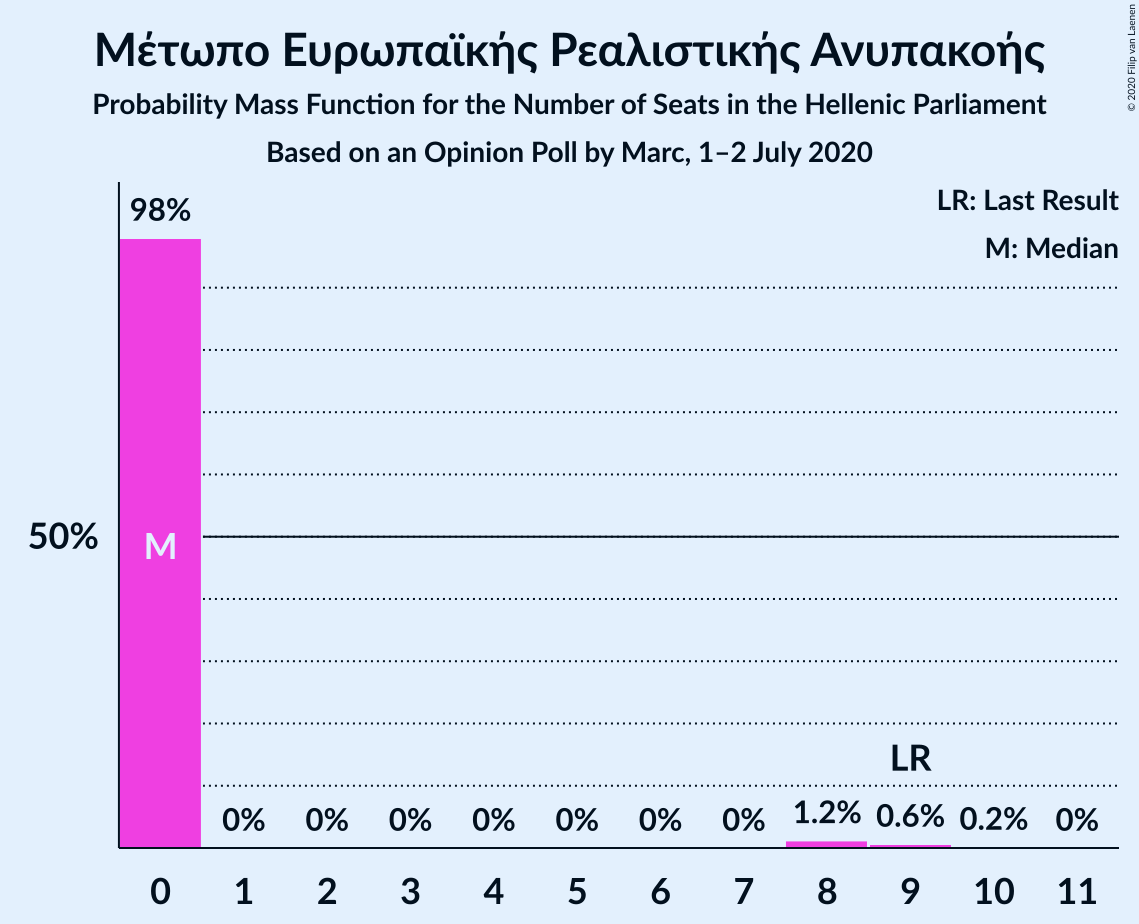 Μέτωπο Ευρωπαϊκής Ρεαλιστικής Ανυπακοής
Probability Mass Function for the Number of Seats in the Hellenic Parliament
Based on an Opinion Poll by Marc, 1–2 July 2020
© 2020 Filip van Laenen
LR: Last Result
M: Median
98%
50%
M
LR
0% 0% 0% 0% 0% 0% 0% 1.2% 0.6% 0.2% 0%
0 1 2 3 4 5 6 7 8 9 10 11